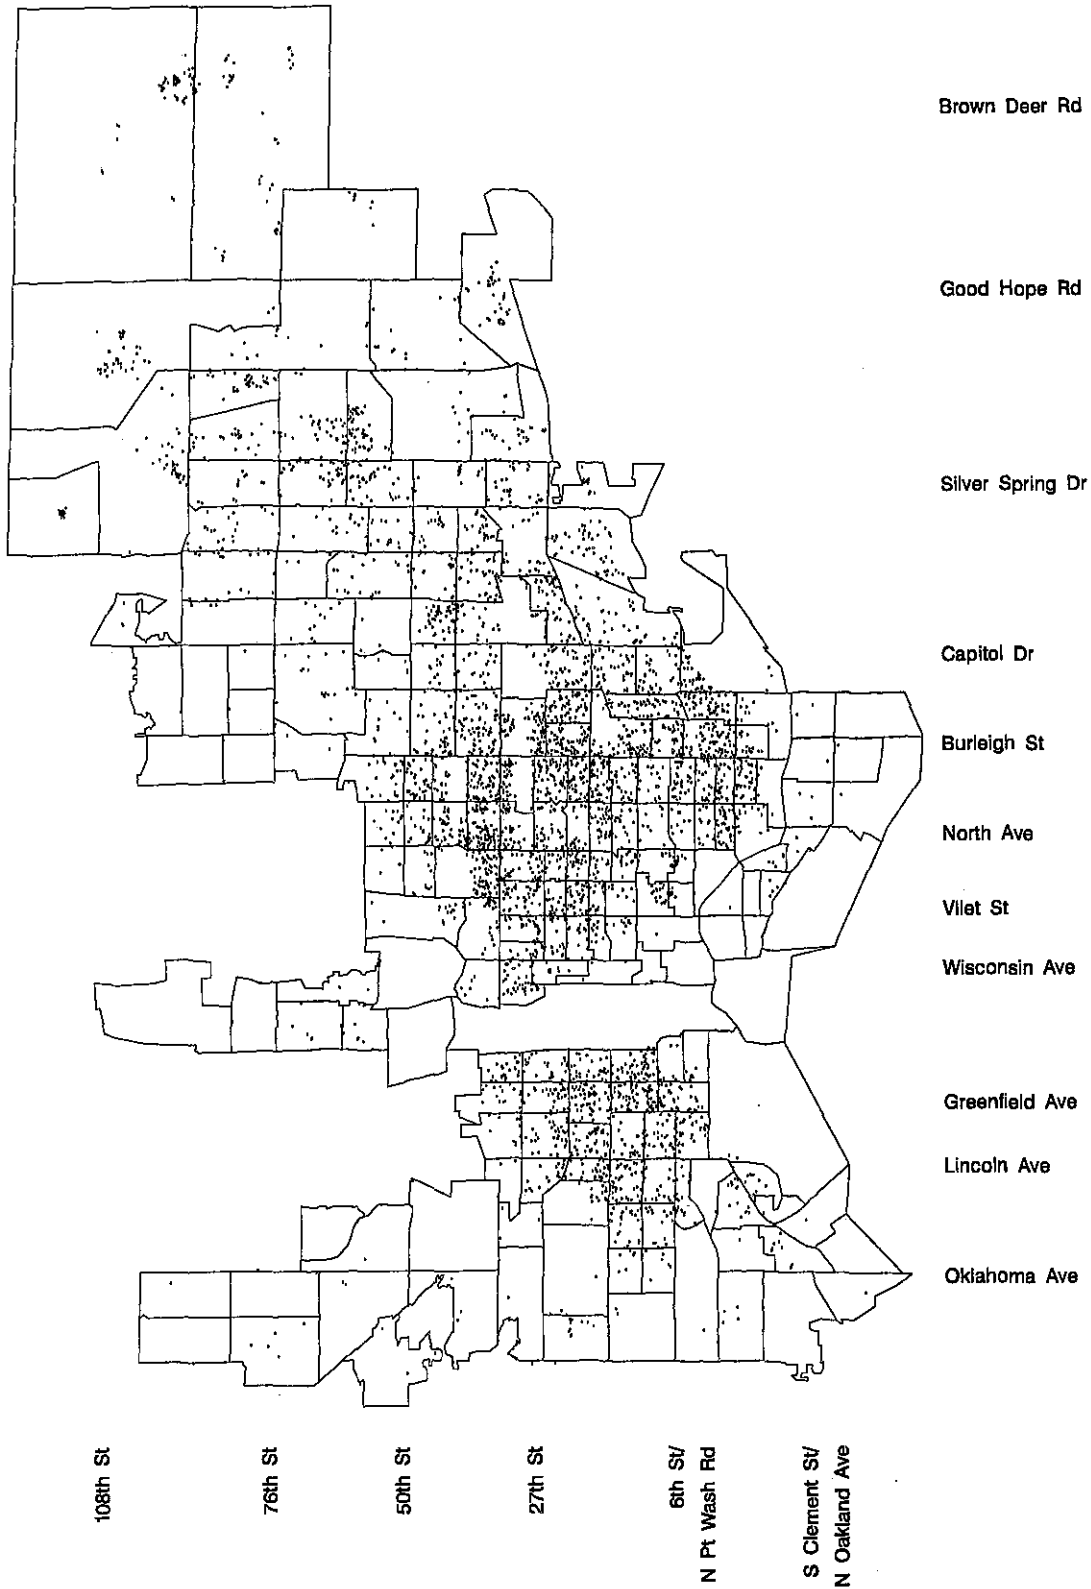 Brown Deer Rd
Good Hope Rd
Silver Spring Dr
Capitol Dr
Burleigh St
North Ave
Vliet St
Wisconsin Ave
Greenfield Ave
Lincoln Ave
Oklahoma Ave
108th St
76th St
50th St
27th St
6th St/
N Pt Wash Rd
S Clement St/
N Oakland Ave